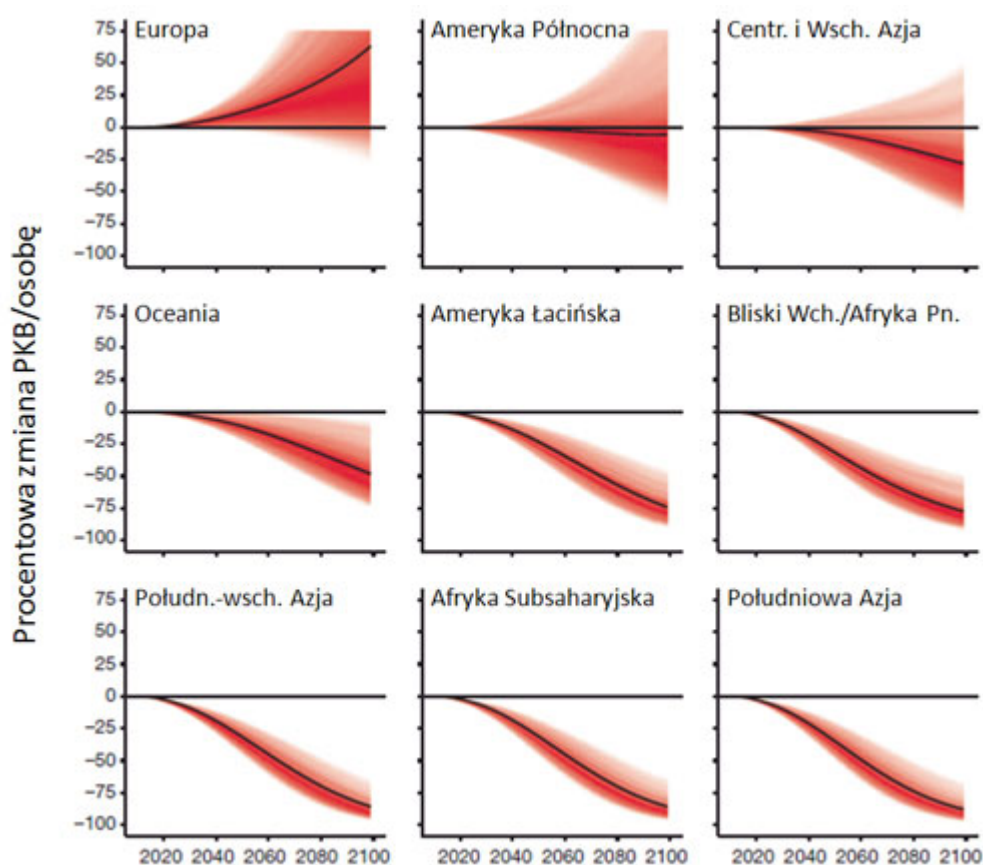 Procentowa zmiana PKB/osobę
Europa
Ameryka Północna
Centr. i Wsch. Azja
75
50
25
0
−25
−50
−75
−100
Oceania
Ameryka Łacińska
Bliski Wch./Afryka Pn.
75
50
25
0
−25
−50
−75
−100
Połudn.-wsch. Azja
Afryka Subsaharyjska
Południowa Azja
75
50
25
0
−25
−50
−75
−100
2020 2040 2060 2080 2100
2020 2040 2060 2080 2100
2020 2040 2060 2080 2100